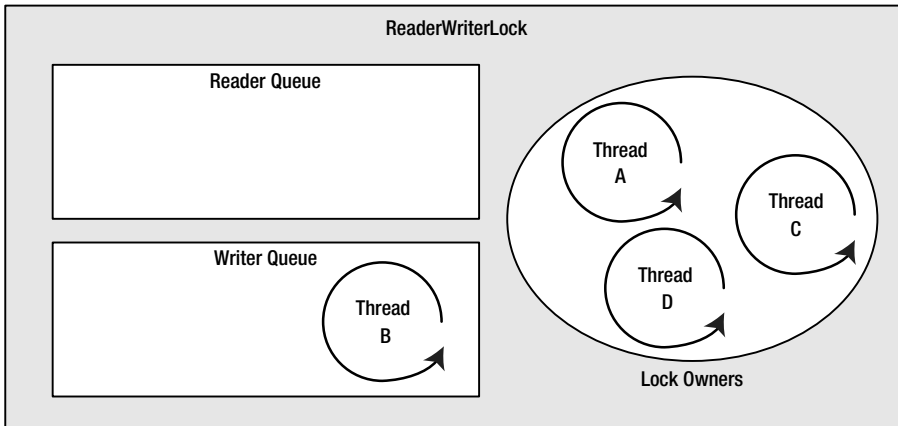 ReaderWriterLock
Reader Queue
Thread
A
Thread
C
Writer Queue
Thread
B
Thread
D
Lock Owners